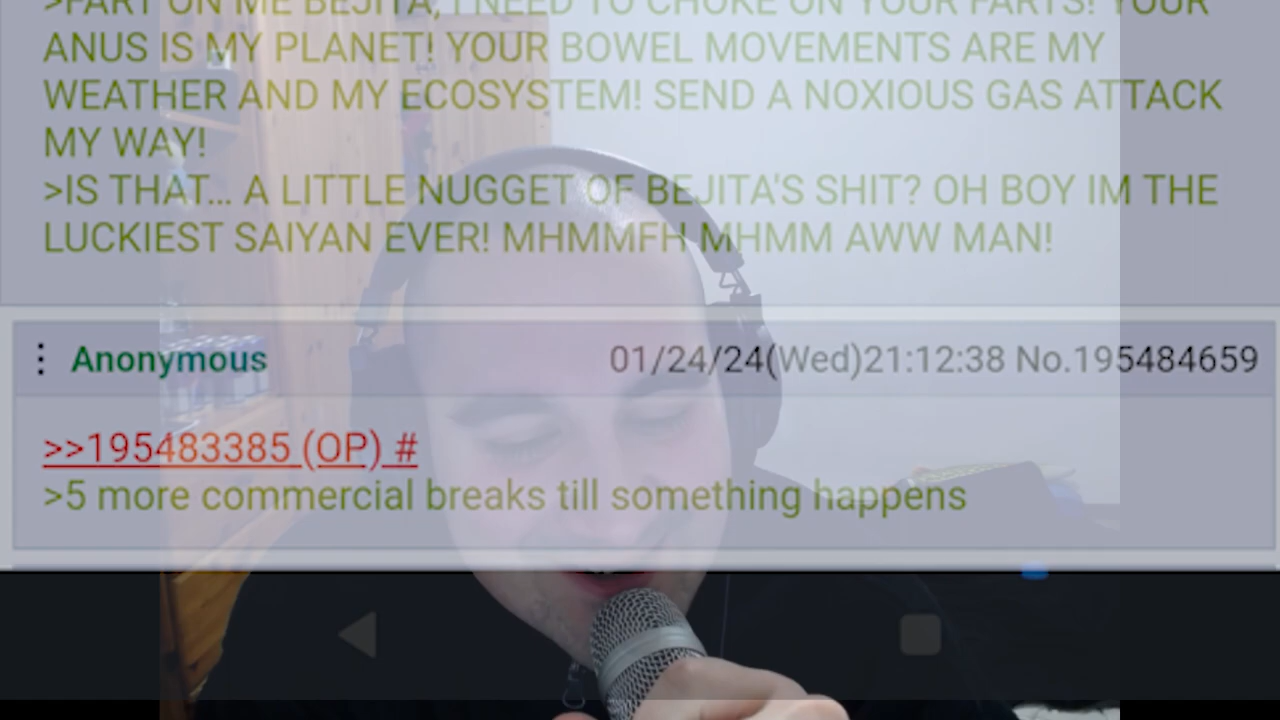 >FART ON ME BEJITA, I NEED TO CHOKE ON YOUR FARTS! YOUR
ANUS IS MY PLANET! YOUR BOWEL MOVEMENTS ARE MY
WEATHER AND MY ECOSYSTEM! SEND A NOXIOUS GAS ATTACK
MY WAY!
>IS THAT... A LITTLE NUGGET OF BEJITA'S SHIT? OH BOY IM THE
LUCKIEST SAIYAN EVER! MHMMFH MHMM AWW MAN!
Anonymous 01/24/24(Wed)21:12:38 No.195484659
>>195483385 (OP) #
>5 more commercial breaks till something happens